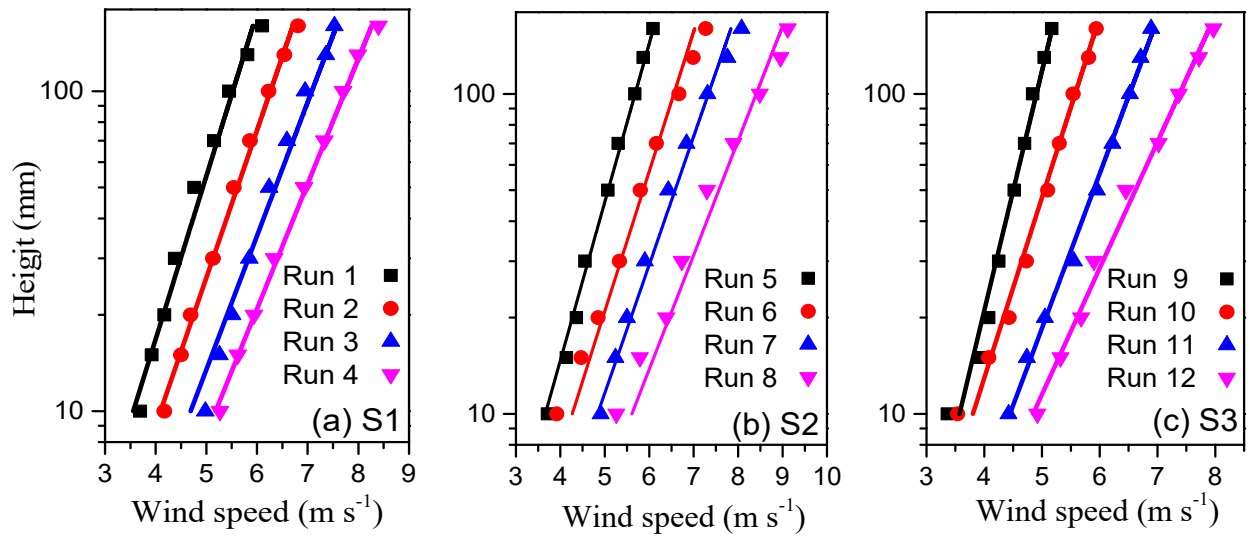 Heigjt (mm)
100
10
Run 1
Run 2
Run 3
Run 4
(a) S1
3 4 5 6 7 8 9
Wind speed (m s⁻¹)
100
10
Run 5
Run 6
Run 7
Run 8
(b) S2
3 4 5 6 7 8 9 10
Wind speed (m s⁻¹)
100
10
Run 9
Run 10
Run 11
Run 12
(c) S3
3 4 5 6 7 8
Wind speed (m s⁻¹)